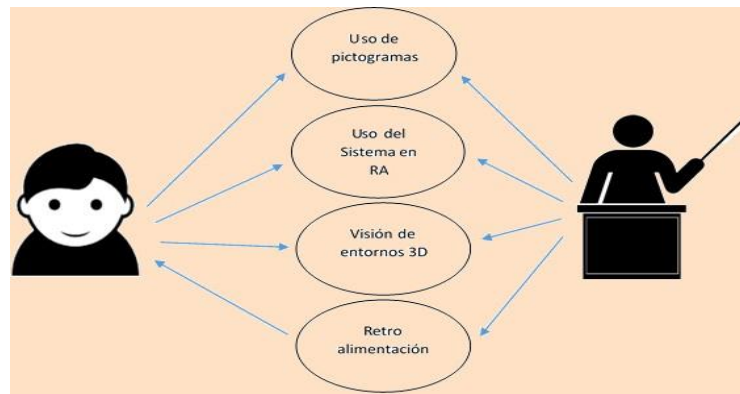 Uso de
pictogramas
Uso del
Sistema en
RA
Visión de
entornos 3D
Retro
alimentación